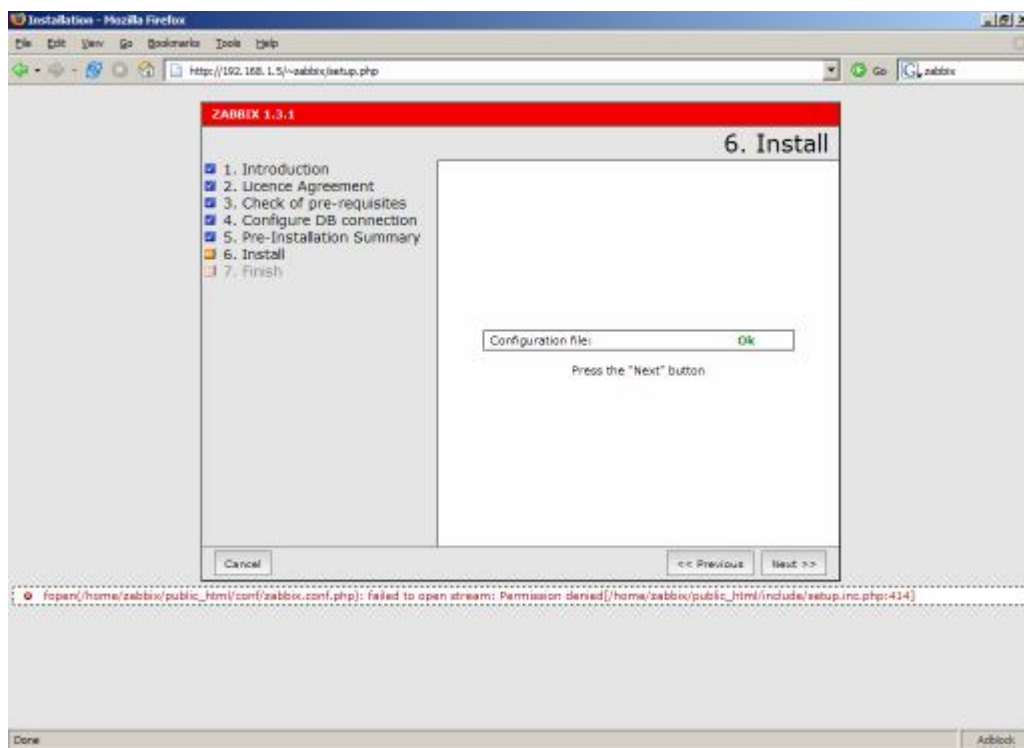 Installation - Mozilla Firefox
File Edit View Go Bookmarks Tools Help
http://192.168.1.5/~zabbix/setup.php Go zabbix
ZABBIX 1.3.1
6. Install
1. Introduction
2. Licence Agreement
3. Check of pre-requisites
4. Configure DB connection
5. Pre-Installation Summary
6. Install
7. Finish
Configuration file: Ok
Press the "Next" button
Cancel << Previous Next >>
fopen(/home/zabbix/public_html/conf/zabbix.conf.php): failed to open stream: Permission denied[/home/zabbix/public_html/include/setup.inc.php:414]
Done Adblock